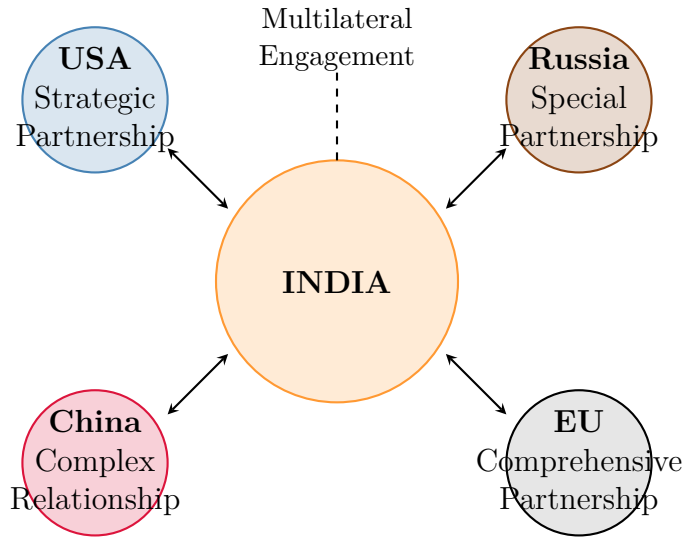 USA
Strategic
Partnership
Multilateral
Engagement
Russia
Special
Partnership
INDIA
China
Complex
Relationship
EU
Comprehensive
Partnership